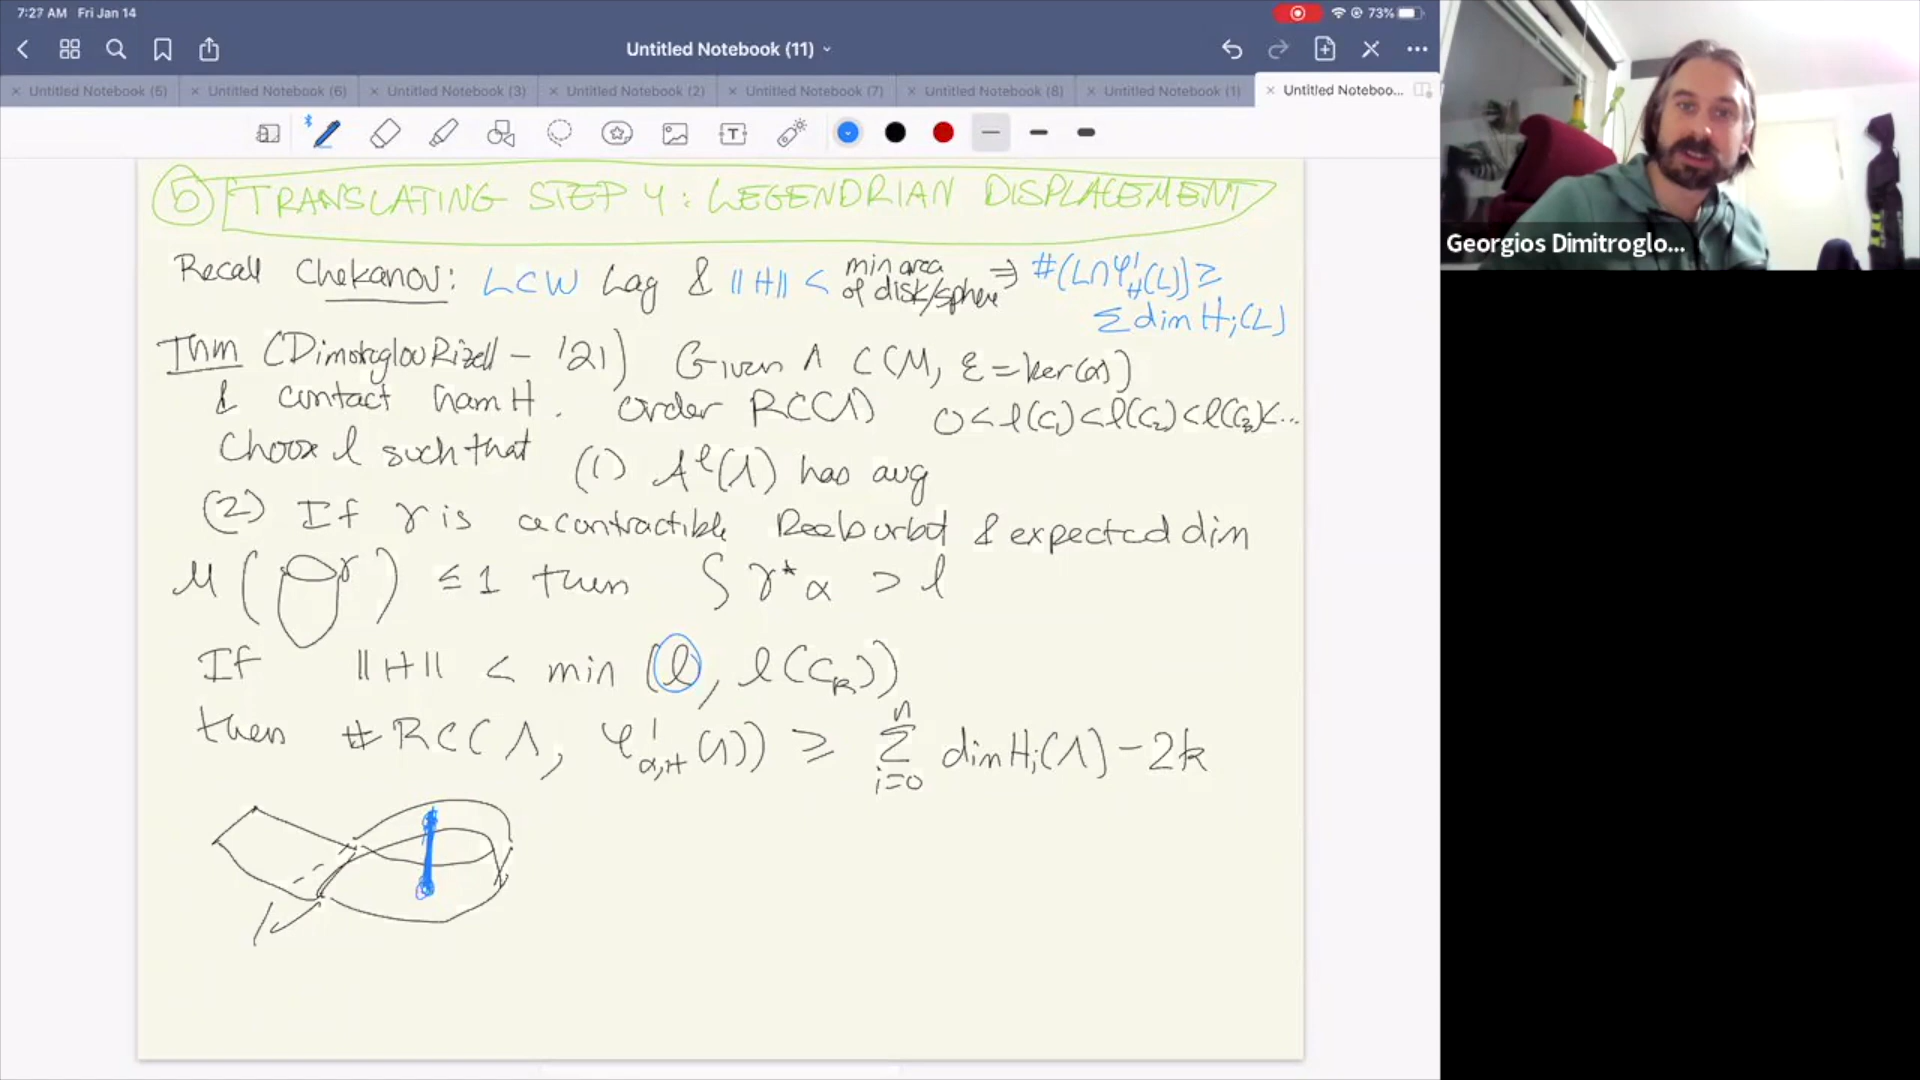 7:27 AM Fri Jan 14
73%
Untitled Notebook (11)
Untitled Notebook (5)
Untitled Notebook (6)
Untitled Notebook (3)
Untitled Notebook (2)
Untitled Notebook (7)
Untitled Notebook (8)
Untitled Notebook (1)
Untitled Noteboo...
T
Georgios Dimitroglo...
⑤ TRANSLATING STEP 4: LEGENDRIAN DISPLACEMENT
Recall Chekanov: L⊂W Lag & ||H|| < min area of disk/sphere ⇒ #(L∩φ¹_H(L)) ≥ Σ dim H_i(L)
Thm (Dimitroglou Rizell - '21) Given Λ ⊂ (M, ξ = ker(α))
& contact ham H. Order RC(Λ) 0 < l(c₁) < l(c₂) < l(c₃) < ...
Choose l such that (1) A^l(Λ) has aug
(2) If γ is a contractible Reeb orbit & expected dim
M( γ ) ≤ 1 then ∫ γ* α > l
If ||H|| < min (l, l(c_k))
then #RC(Λ, φ¹_{α,H}(Λ)) ≥ Σ_{i=0}^n dim H_i(Λ) - 2k